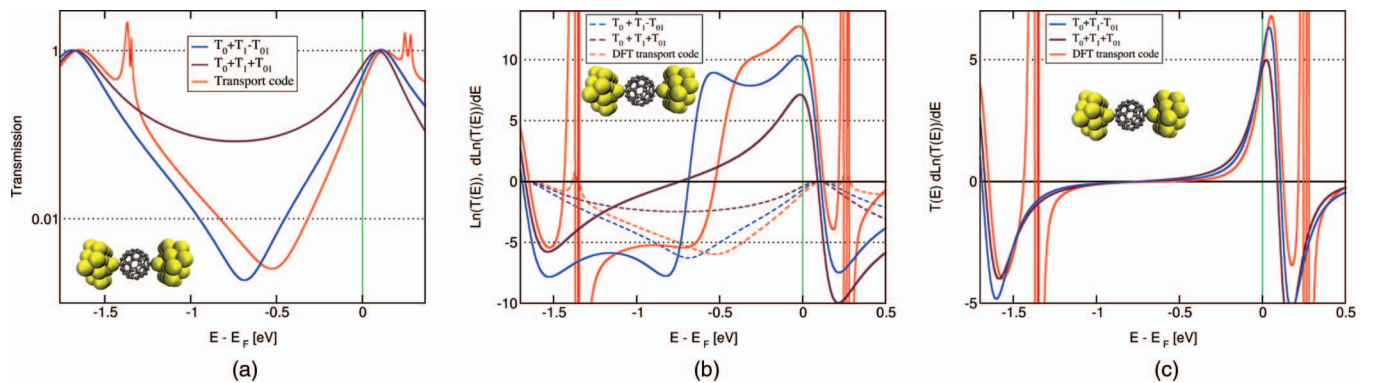 Transmission
1
0.01
T0+T1-T01
T0+T1+T01
Transport code
-1.5
-1
-0.5
0
E - EF [eV]
(a)
Ln(T(E)), dLn(T(E))/dE
10
5
0
-5
-10
T0 + T1-T01
T0 + T1+T01
DFT transport code
-1.5
-1
-0.5
0
0.5
E - EF [eV]
(b)
T(E) dLn(T(E))/dE
5
0
-5
T0+T1-T01
T0+T1+T01
DFT transport code
-1.5
-1
-0.5
0
0.5
E - EF [eV]
(c)